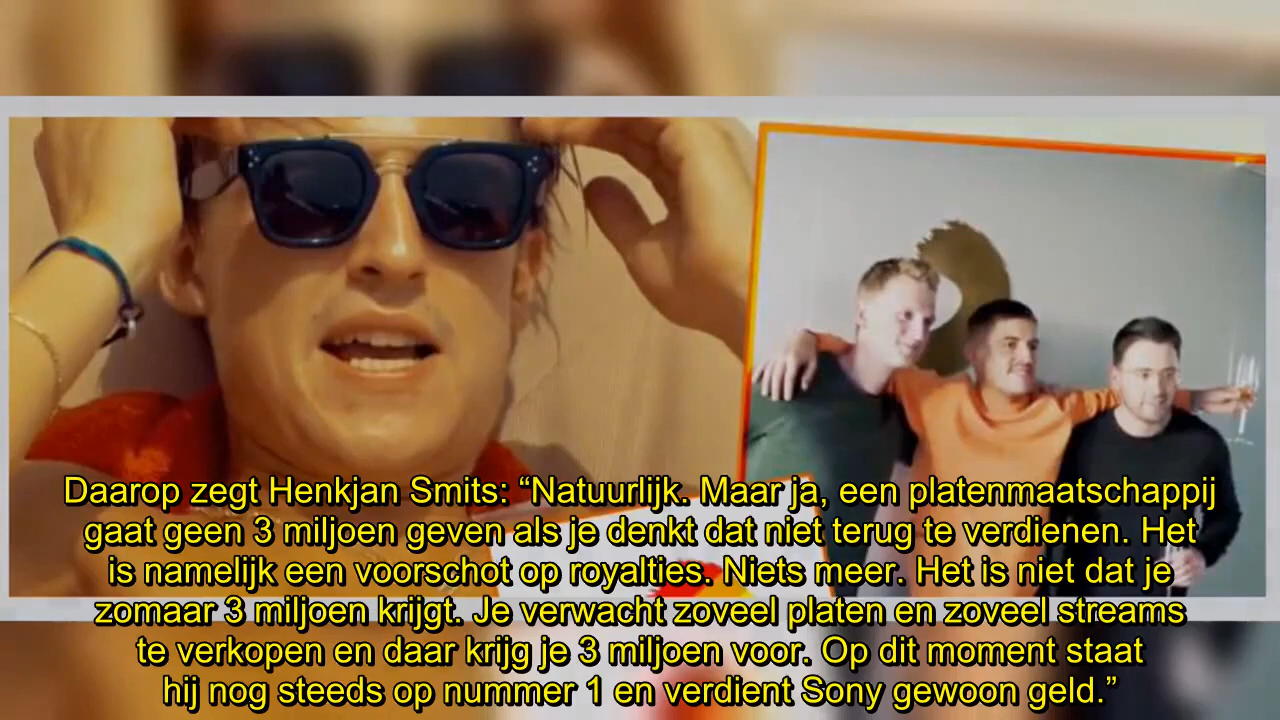 Daarop zegt Henkjan Smits: “Natuurlijk. Maar ja, een platenmaatschappij
gaat geen 3 miljoen geven als je denkt dat niet terug te verdienen. Het
is namelijk een voorschot op royalties. Niets meer. Het is niet dat je
zomaar 3 miljoen krijgt. Je verwacht zoveel platen en zoveel streams
te verkopen en daar krijg je 3 miljoen voor. Op dit moment staat
hij nog steeds op nummer 1 en verdient Sony gewoon geld.”